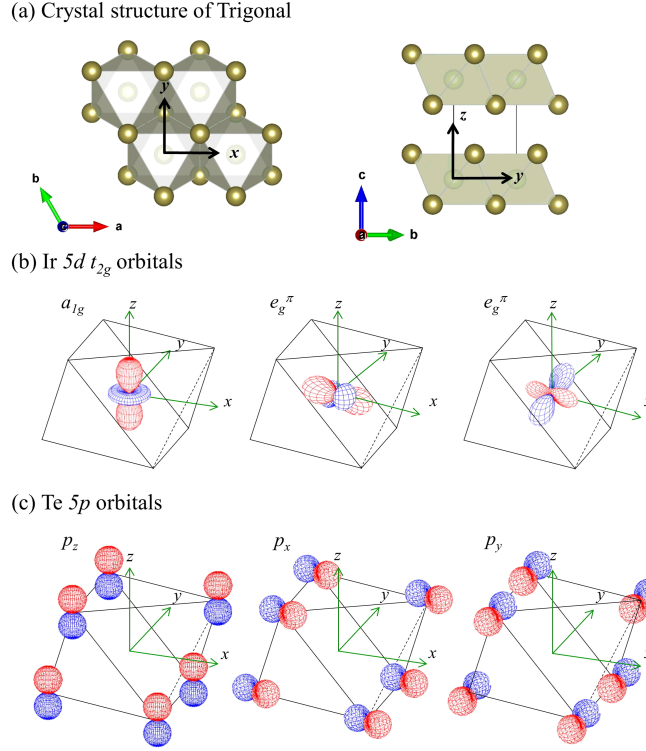 (a) Crystal structure of Trigonal
y
x
b
c
a
z
y
c
a
b
(b) Ir 5d t2g orbitals
a1g
z
y
x
egπ
z
y
x
egπ
z
y
x
(c) Te 5p orbitals
pz
z
y
x
px
z
y
x
py
z
y
x